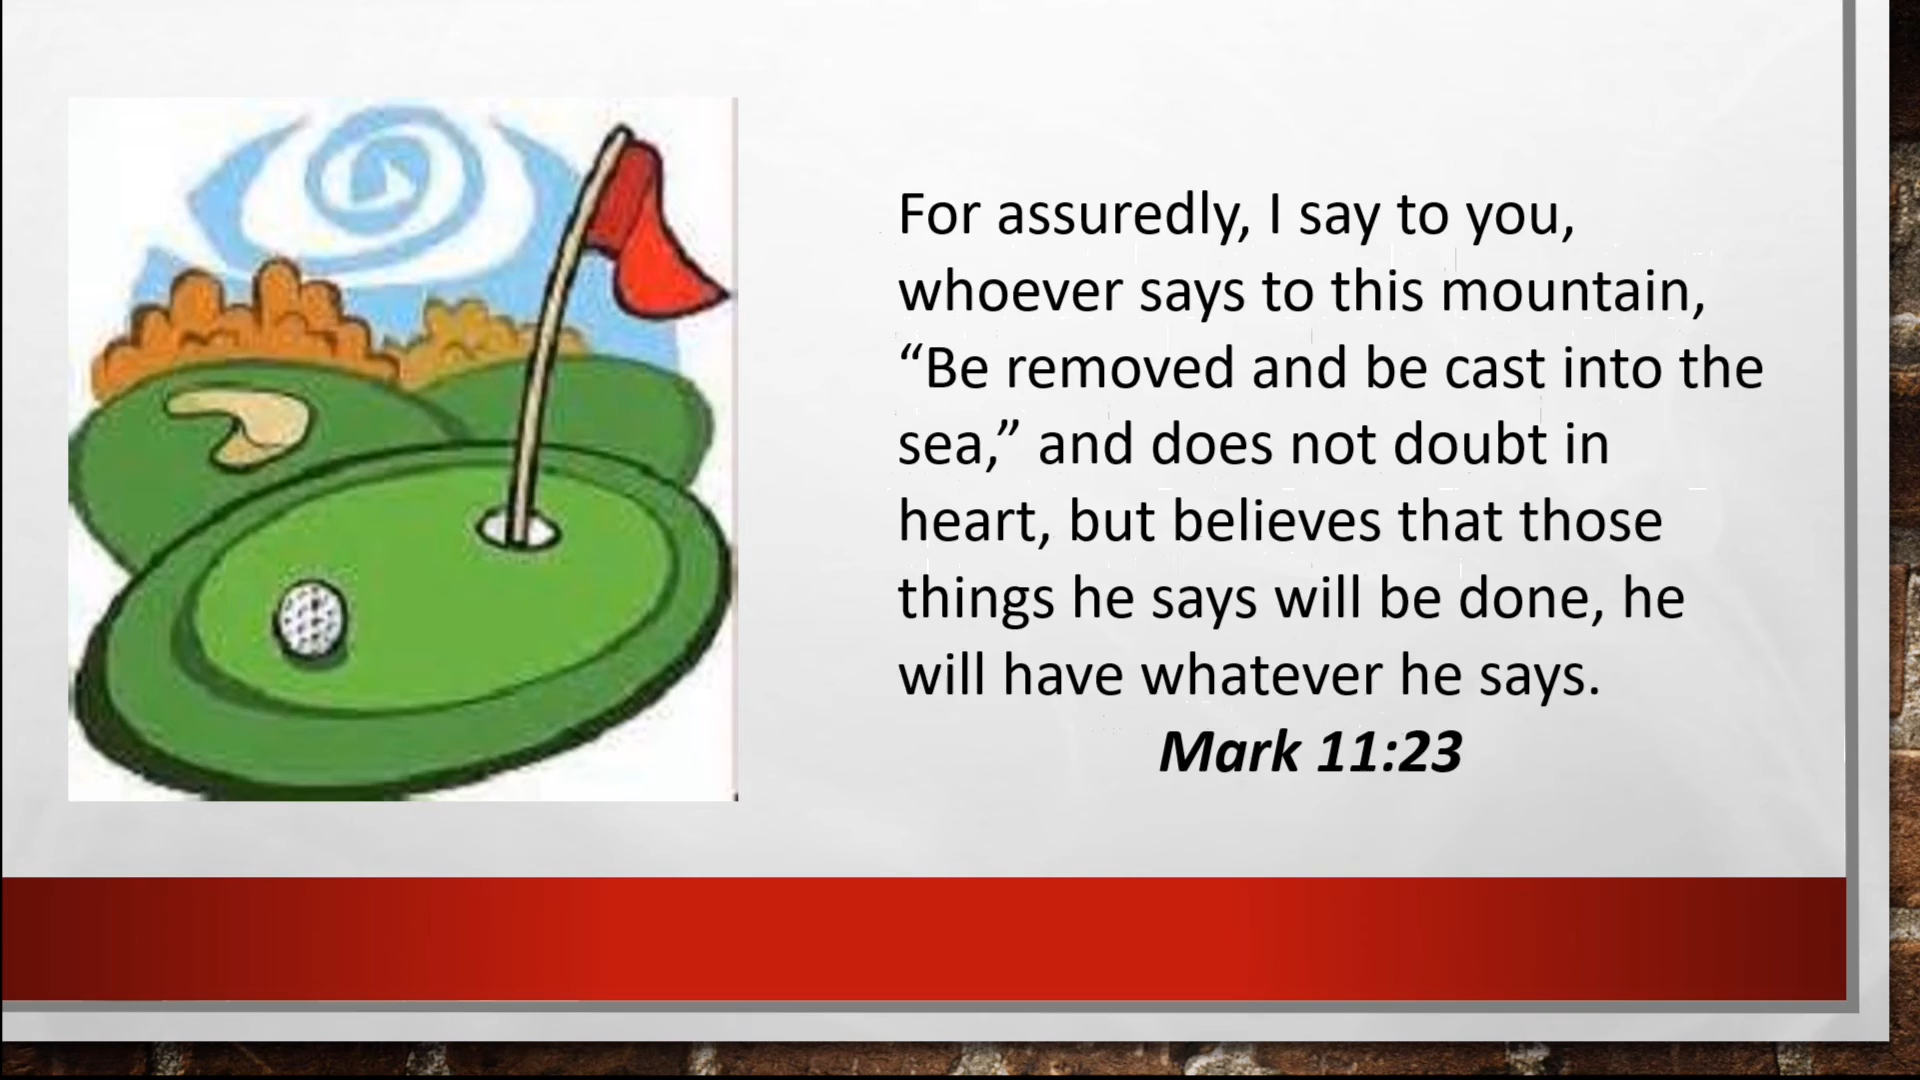 For assuredly, I say to you,
whoever says to this mountain,
“Be removed and be cast into the
sea,” and does not doubt in
heart, but believes that those
things he says will be done, he
will have whatever he says.
Mark 11:23